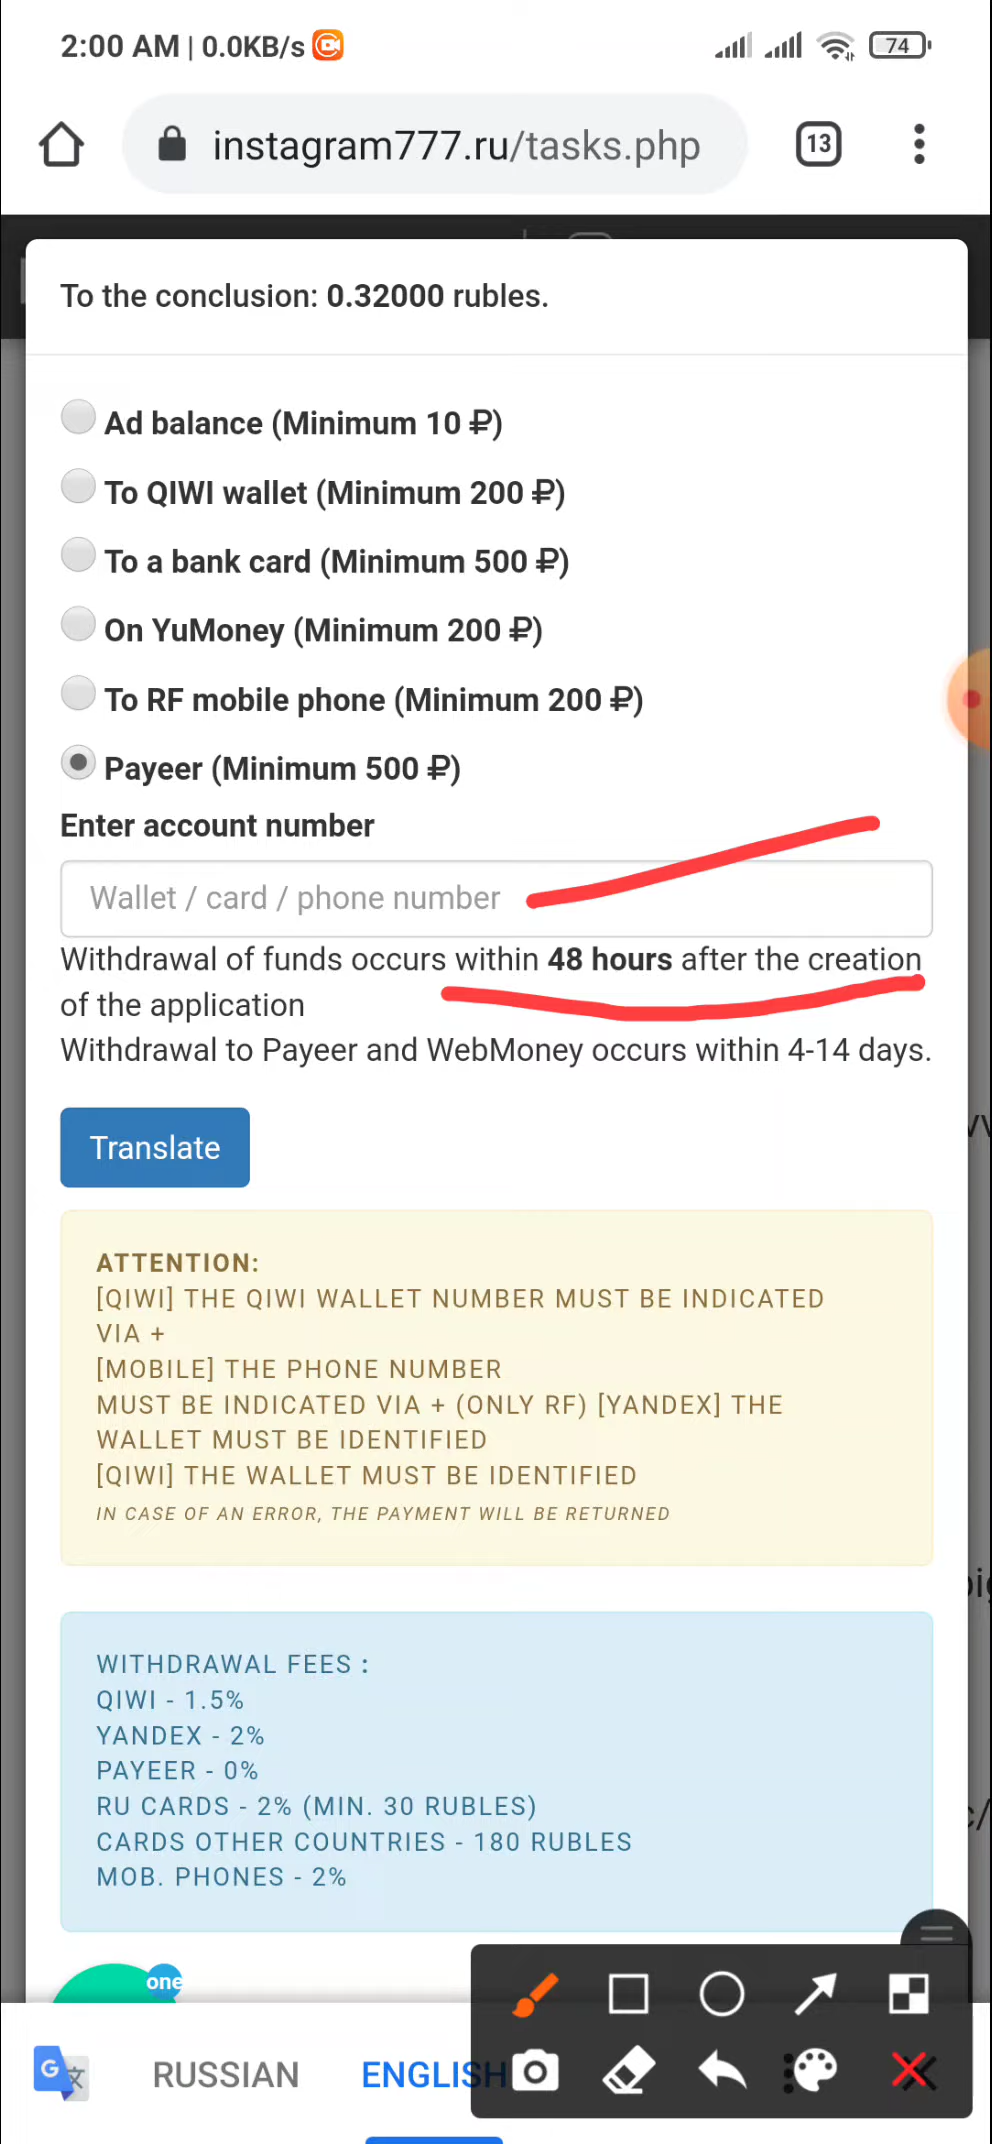 2:00 AM | 0.0KB/s
74
instagram777.ru/tasks.php
13
To the conclusion: 0.32000 rubles.
Ad balance (Minimum 10 ₽)
To QIWI wallet (Minimum 200 ₽)
To a bank card (Minimum 500 ₽)
On YuMoney (Minimum 200 ₽)
To RF mobile phone (Minimum 200 ₽)
Payeer (Minimum 500 ₽)
Enter account number
Wallet / card / phone number
Withdrawal of funds occurs within 48 hours after the creation
of the application
Withdrawal to Payeer and WebMoney occurs within 4-14 days.
Translate
ATTENTION:
[QIWI] THE QIWI WALLET NUMBER MUST BE INDICATED
VIA +
[MOBILE] THE PHONE NUMBER
MUST BE INDICATED VIA + (ONLY RF) [YANDEX] THE
WALLET MUST BE IDENTIFIED
[QIWI] THE WALLET MUST BE IDENTIFIED
IN CASE OF AN ERROR, THE PAYMENT WILL BE RETURNED
WITHDRAWAL FEES :
QIWI - 1.5%
YANDEX - 2%
PAYEER - 0%
RU CARDS - 2% (MIN. 30 RUBLES)
CARDS OTHER COUNTRIES - 180 RUBLES
MOB. PHONES - 2%
one
G 文
RUSSIAN
ENGLISH